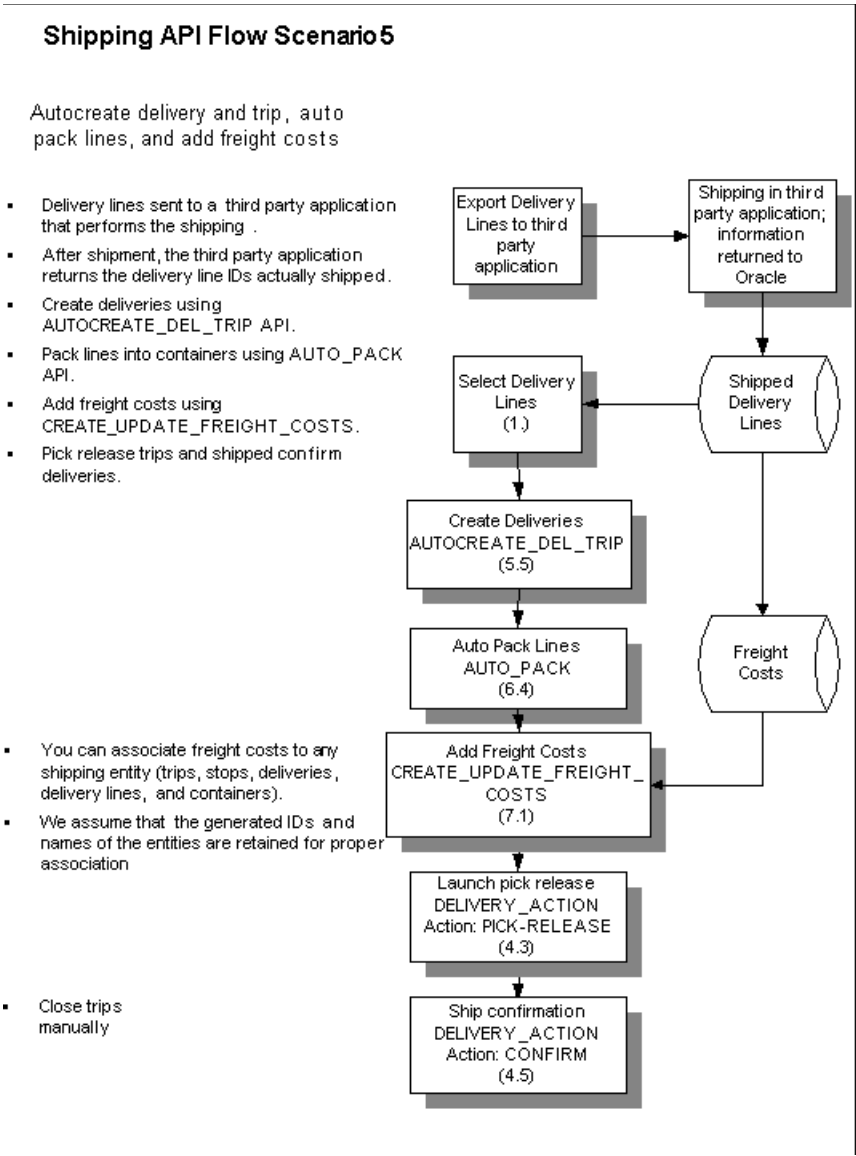 Shipping API Flow Scenario 5
Autocreate delivery and trip, auto
pack lines, and add freight costs
▪ Delivery lines sent to a third party application
that performs the shipping .
▪ After shipment, the third party application
returns the delivery line IDs actually shipped.
▪ Create deliveries using
AUTOCREATE_DEL_TRIP API.
▪ Pack lines into containers using AUTO_PACK
API.
▪ Add freight costs using
CREATE_UPDATE_FREIGHT_COSTS.
▪ Pick release trips and shipped confirm
deliveries.
▪ You can associate freight costs to any
shipping entity (trips, stops, deliveries,
delivery lines, and containers).
▪ We assume that the generated IDs and
names of the entities are retained for proper
association
▪ Close trips
manually
Export Delivery
Lines to third
party
application
Shipping in third
party application;
information
returned to
Oracle
Shipped
Delivery
Lines
Select Delivery
Lines
(1.)
Create Deliveries
AUTOCREATE_DEL_TRIP
(5.5)
Auto Pack Lines
AUTO_PACK
(6.4)
Freight
Costs
Add Freight Costs
CREATE_UPDATE_FREIGHT_
COSTS
(7.1)
Launch pick release
DELIVERY_ACTION
Action: PICK-RELEASE
(4.3)
Ship confirmation
DELIVERY_ACTION
Action: CONFIRM
(4.5)